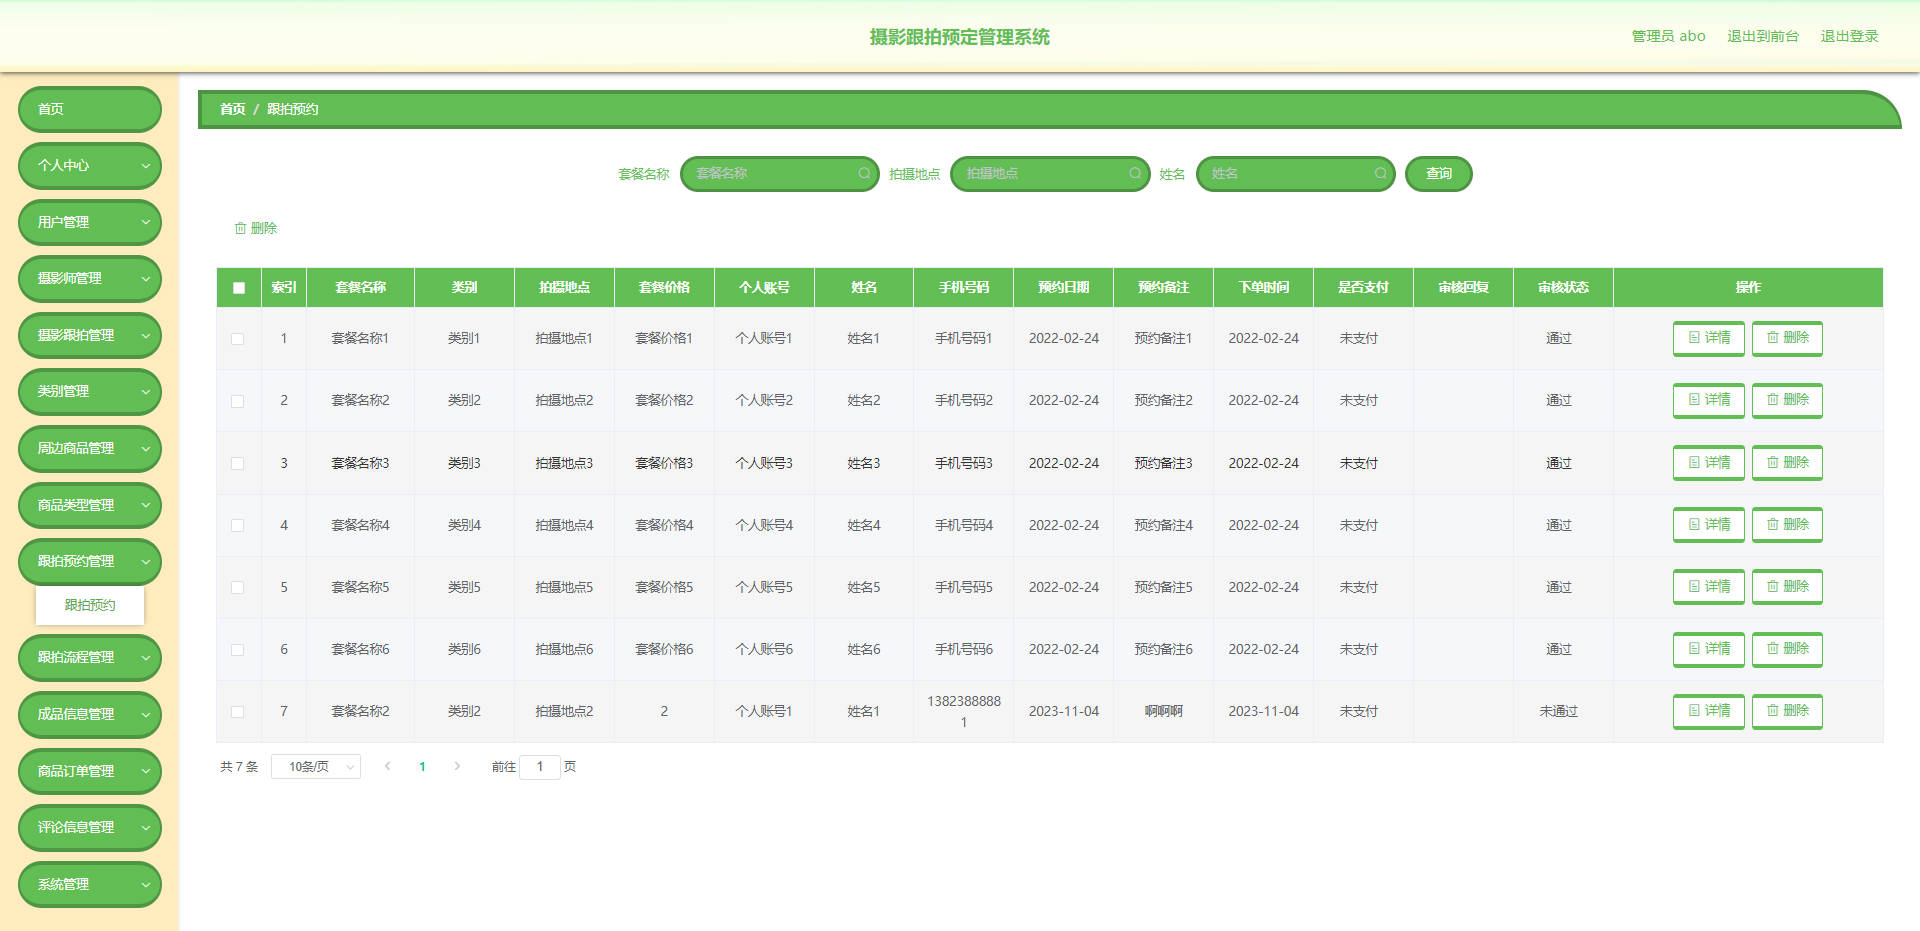 摄影跟拍预定管理系统
管理员 abo 退出到前台 退出登录
首页
个人中心
用户管理
摄影师管理
摄影跟拍管理
类别管理
周边商品管理
商品类型管理
跟拍预约管理
跟拍预约
跟拍流程管理
成品信息管理
商品订单管理
评论信息管理
系统管理
首页 / 跟拍预约
套餐名称 套餐名称 拍摄地点 拍摄地点 姓名 姓名 查询
删除
索引 套餐名称 类别 拍摄地点 套餐价格 个人账号 姓名 手机号码 预约日期 预约备注 下单时间 是否支付 审核回复 审核状态 操作
1 套餐名称1 类别1 拍摄地点1 套餐价格1 个人账号1 姓名1 手机号码1 2022-02-24 预约备注1 2022-02-24 未支付 通过 详情 删除
2 套餐名称2 类别2 拍摄地点2 套餐价格2 个人账号2 姓名2 手机号码2 2022-02-24 预约备注2 2022-02-24 未支付 通过 详情 删除
3 套餐名称3 类别3 拍摄地点3 套餐价格3 个人账号3 姓名3 手机号码3 2022-02-24 预约备注3 2022-02-24 未支付 通过 详情 删除
4 套餐名称4 类别4 拍摄地点4 套餐价格4 个人账号4 姓名4 手机号码4 2022-02-24 预约备注4 2022-02-24 未支付 通过 详情 删除
5 套餐名称5 类别5 拍摄地点5 套餐价格5 个人账号5 姓名5 手机号码5 2022-02-24 预约备注5 2022-02-24 未支付 通过 详情 删除
6 套餐名称6 类别6 拍摄地点6 套餐价格6 个人账号6 姓名6 手机号码6 2022-02-24 预约备注6 2022-02-24 未支付 通过 详情 删除
7 套餐名称2 类别2 拍摄地点2 2 个人账号1 姓名1 13823888881 2023-11-04 啊啊啊 2023-11-04 未支付 未通过 详情 删除
共 7 条 10条/页 1 前往 1 页